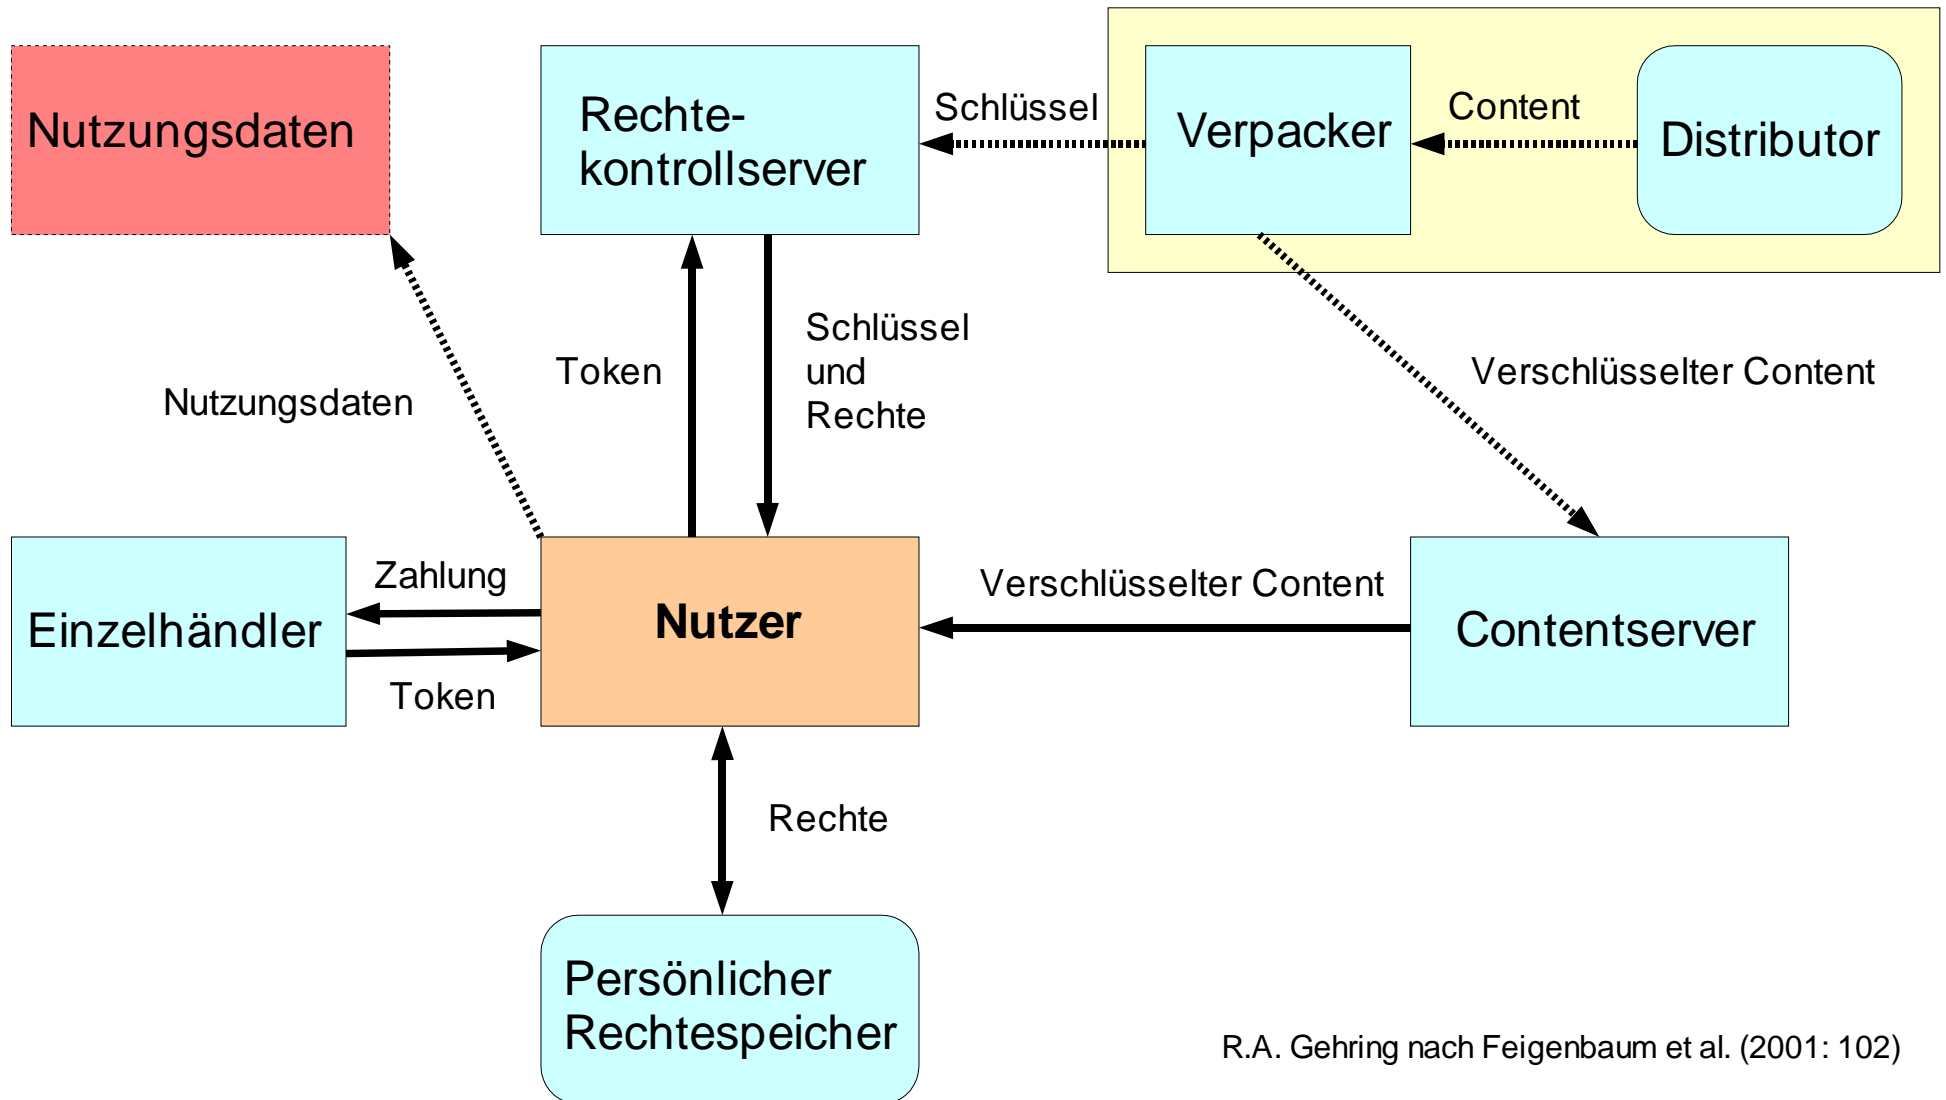 Nutzungsdaten
Rechte-
kontrollserver
Schlüssel
Verpacker
Content
Distributor
Nutzungsdaten
Token
Schlüssel
und
Rechte
Verschlüsselter Content
Einzelhändler
Zahlung
Token
Nutzer
Verschlüsselter Content
Contentserver
Rechte
Persönlicher
Rechtespeicher
R.A. Gehring nach Feigenbaum et al. (2001: 102)